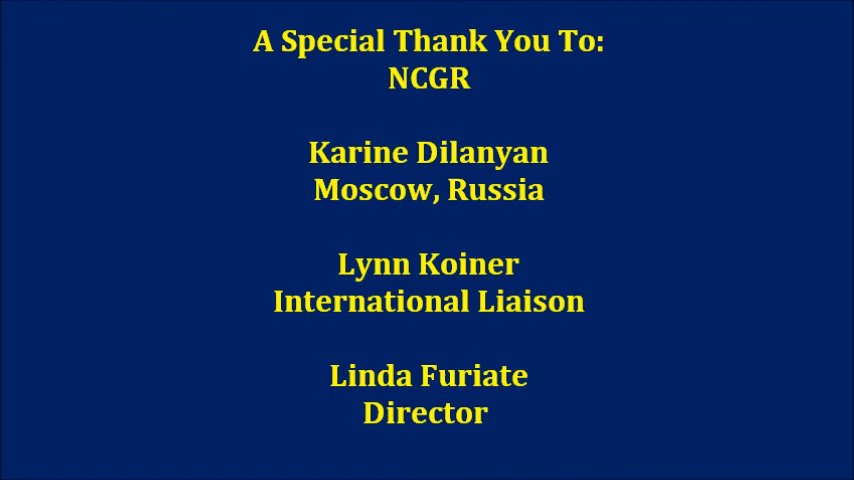 A Special Thank You To:
NCGR
Karine Dilanyan
Moscow, Russia
Lynn Koiner
International Liaison
Linda Furiate
Director